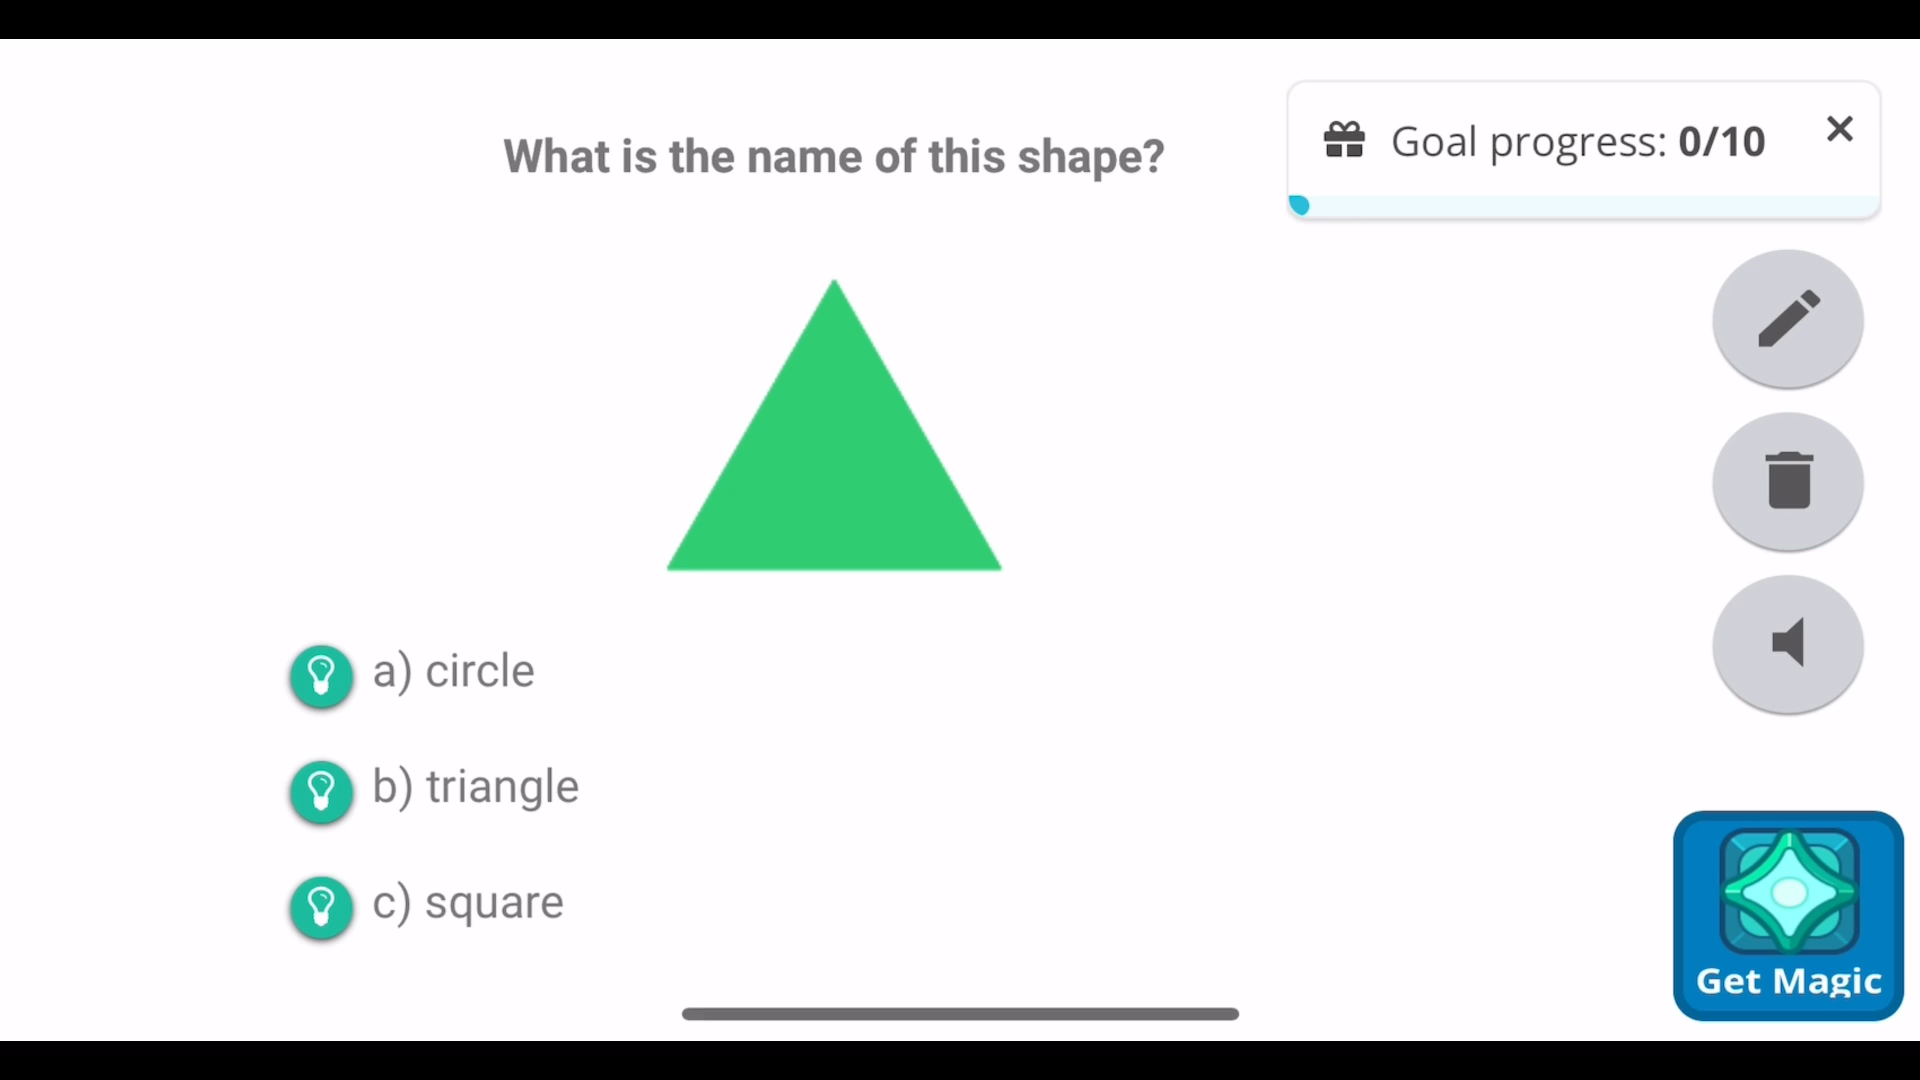 What is the name of this shape?
Goal progress: 0/10
a) circle
b) triangle
c) square
Get Magic